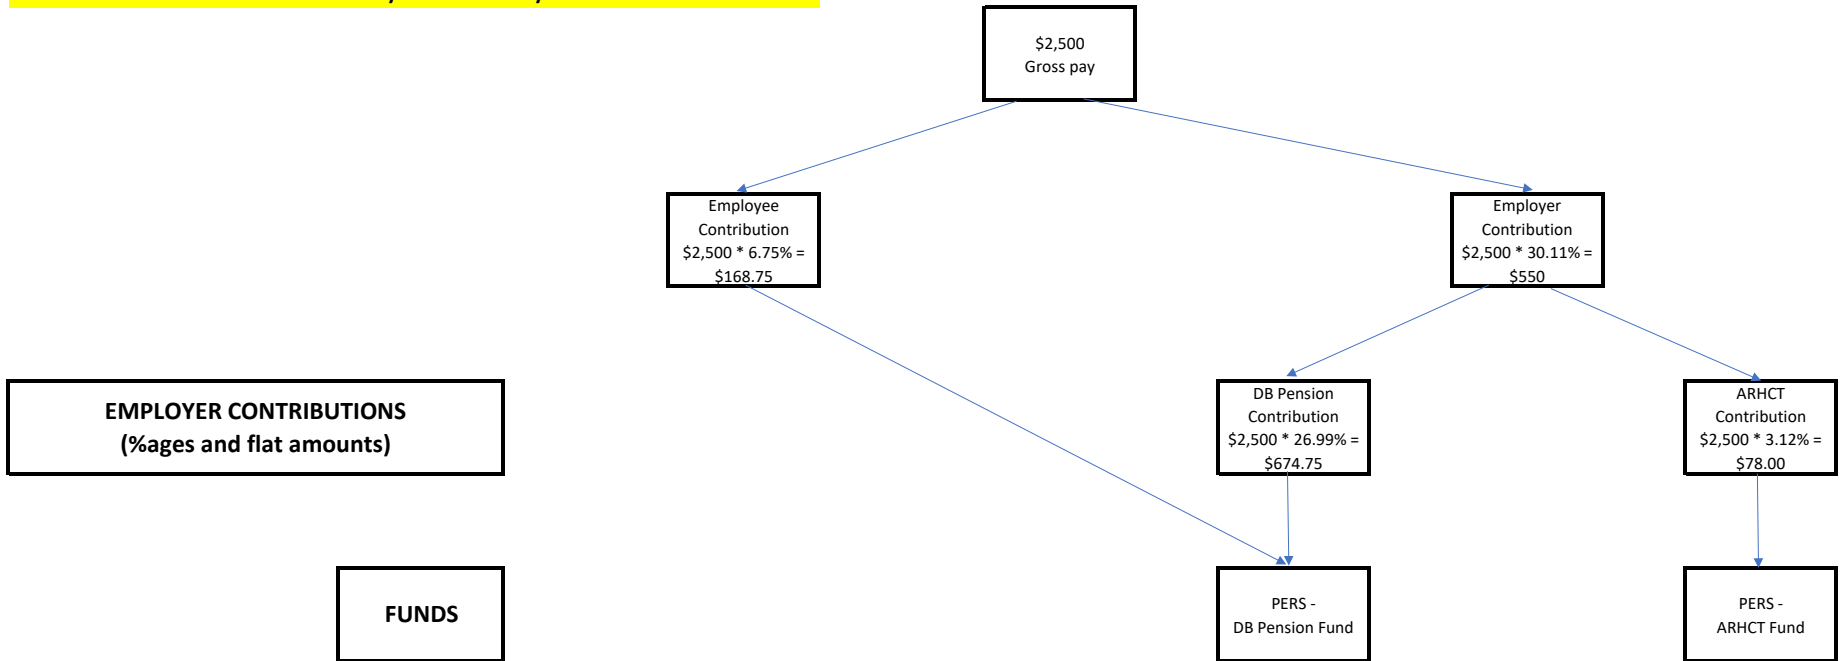 $2,500
Gross pay
Employee
Contribution
$2,500 * 6.75% =
$168.75
Employer
Contribution
$2,500 * 30.11% =
$550
EMPLOYER CONTRIBUTIONS
(%ages and flat amounts)
DB Pension
Contribution
$2,500 * 26.99% =
$674.75
ARHCT
Contribution
$2,500 * 3.12% =
$78.00
FUNDS
PERS -
DB Pension Fund
PERS -
ARHCT Fund